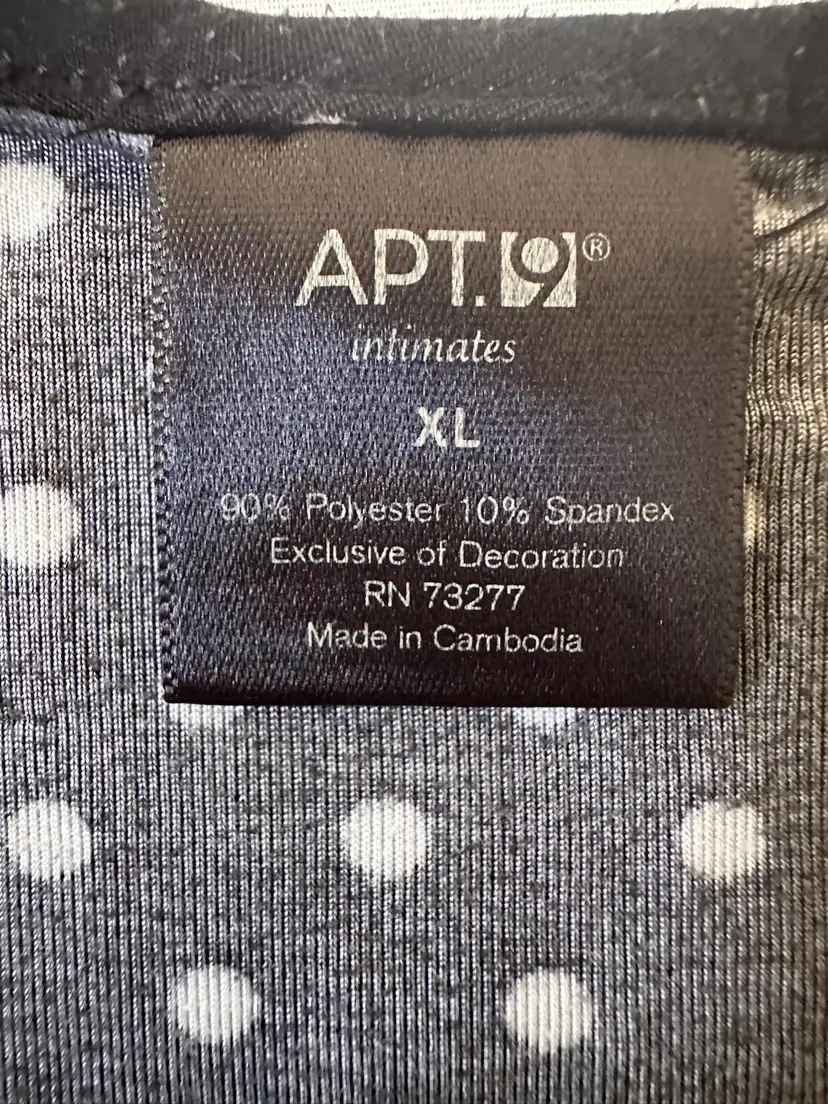 APT.9®
intimates
XL
90% Polyester 10% Spandex
Exclusive of Decoration
RN 73277
Made in Cambodia